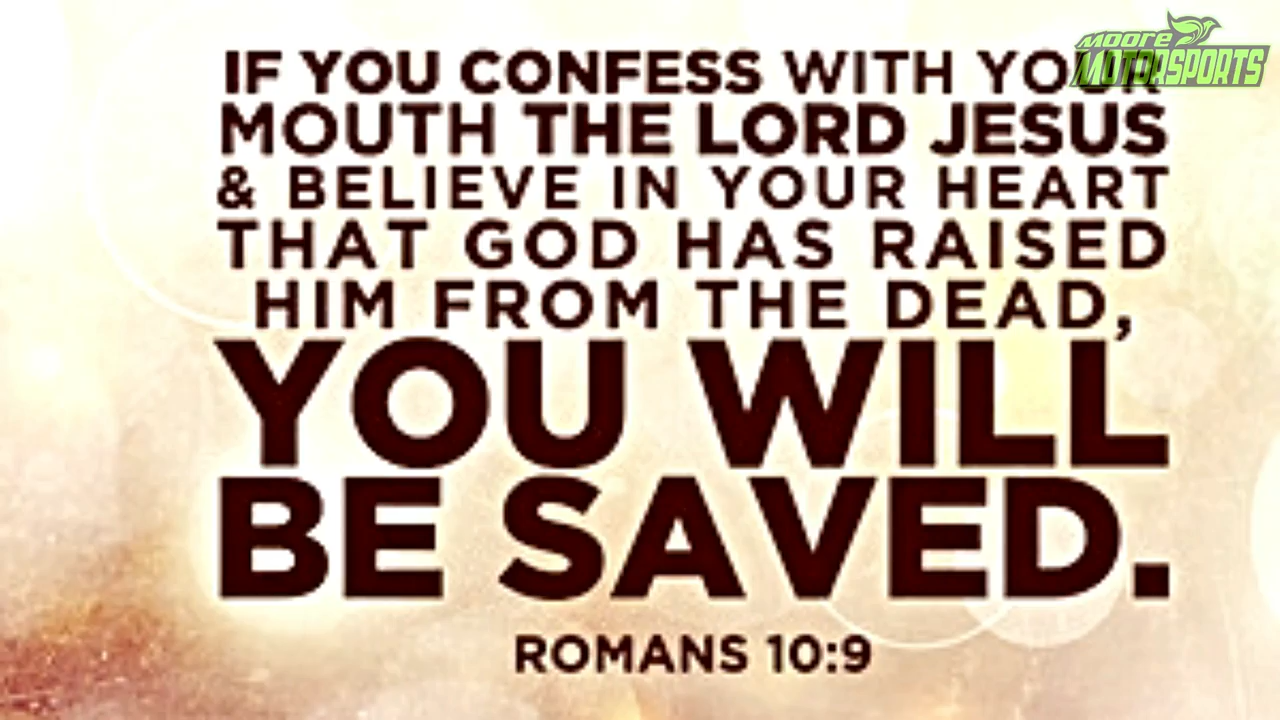 IF YOU CONFESS WITH YOUR
MOUTH THE LORD JESUS
& BELIEVE IN YOUR HEART
THAT GOD HAS RAISED
HIM FROM THE DEAD,
YOU WILL
BE SAVED.
ROMANS 10:9
Moore
MOTORSPORTS